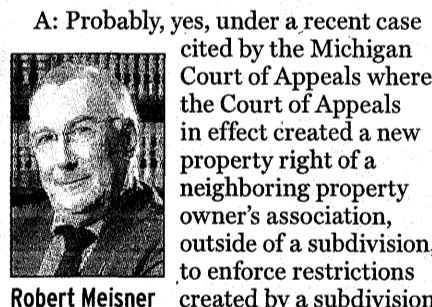 A: Probably, yes, under a recent case
cited by the Michigan
Court of Appeals where
the Court of Appeals
in effect created a new
property right of a
neighboring property
owner's association,
outside of a subdivision,
to enforce restrictions
created by a subdivision
Robert Meisner